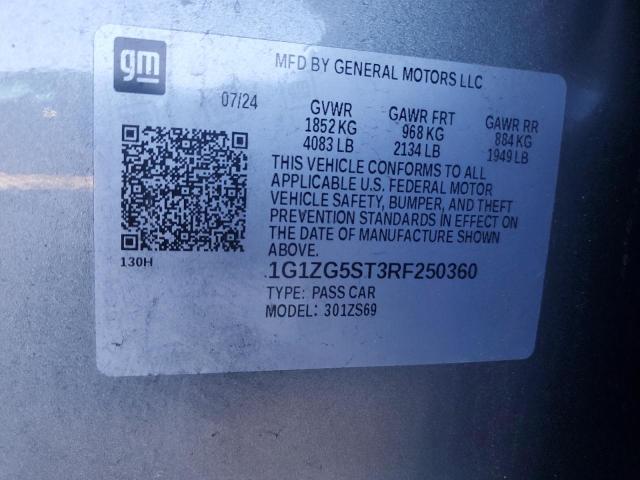 gm
MFD BY GENERAL MOTORS LLC
07/24
GVWR GAWR FRT GAWR RR
1852 KG 968 KG 884 KG
4083 LB 2134 LB 1949 LB
THIS VEHICLE CONFORMS TO ALL
APPLICABLE U.S. FEDERAL MOTOR
VEHICLE SAFETY, BUMPER, AND THEFT
PREVENTION STANDARDS IN EFFECT ON
THE DATE OF MANUFACTURE SHOWN
ABOVE.
130H
1G1ZG5ST3RF250360
TYPE: PASS CAR
MODEL: 301ZS69